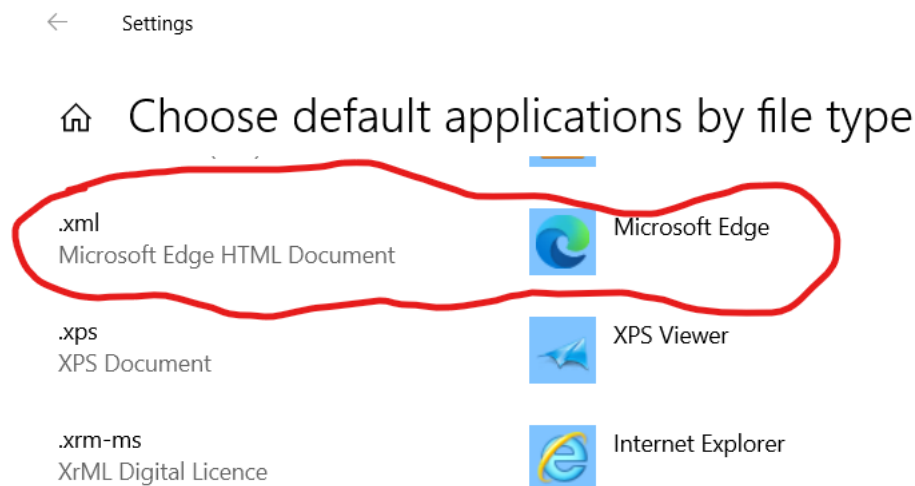 Settings
Choose default applications by file type
.xml
Microsoft Edge HTML Document
Microsoft Edge
.xps
XPS Document
XPS Viewer
.xrm-ms
XrML Digital Licence
Internet Explorer